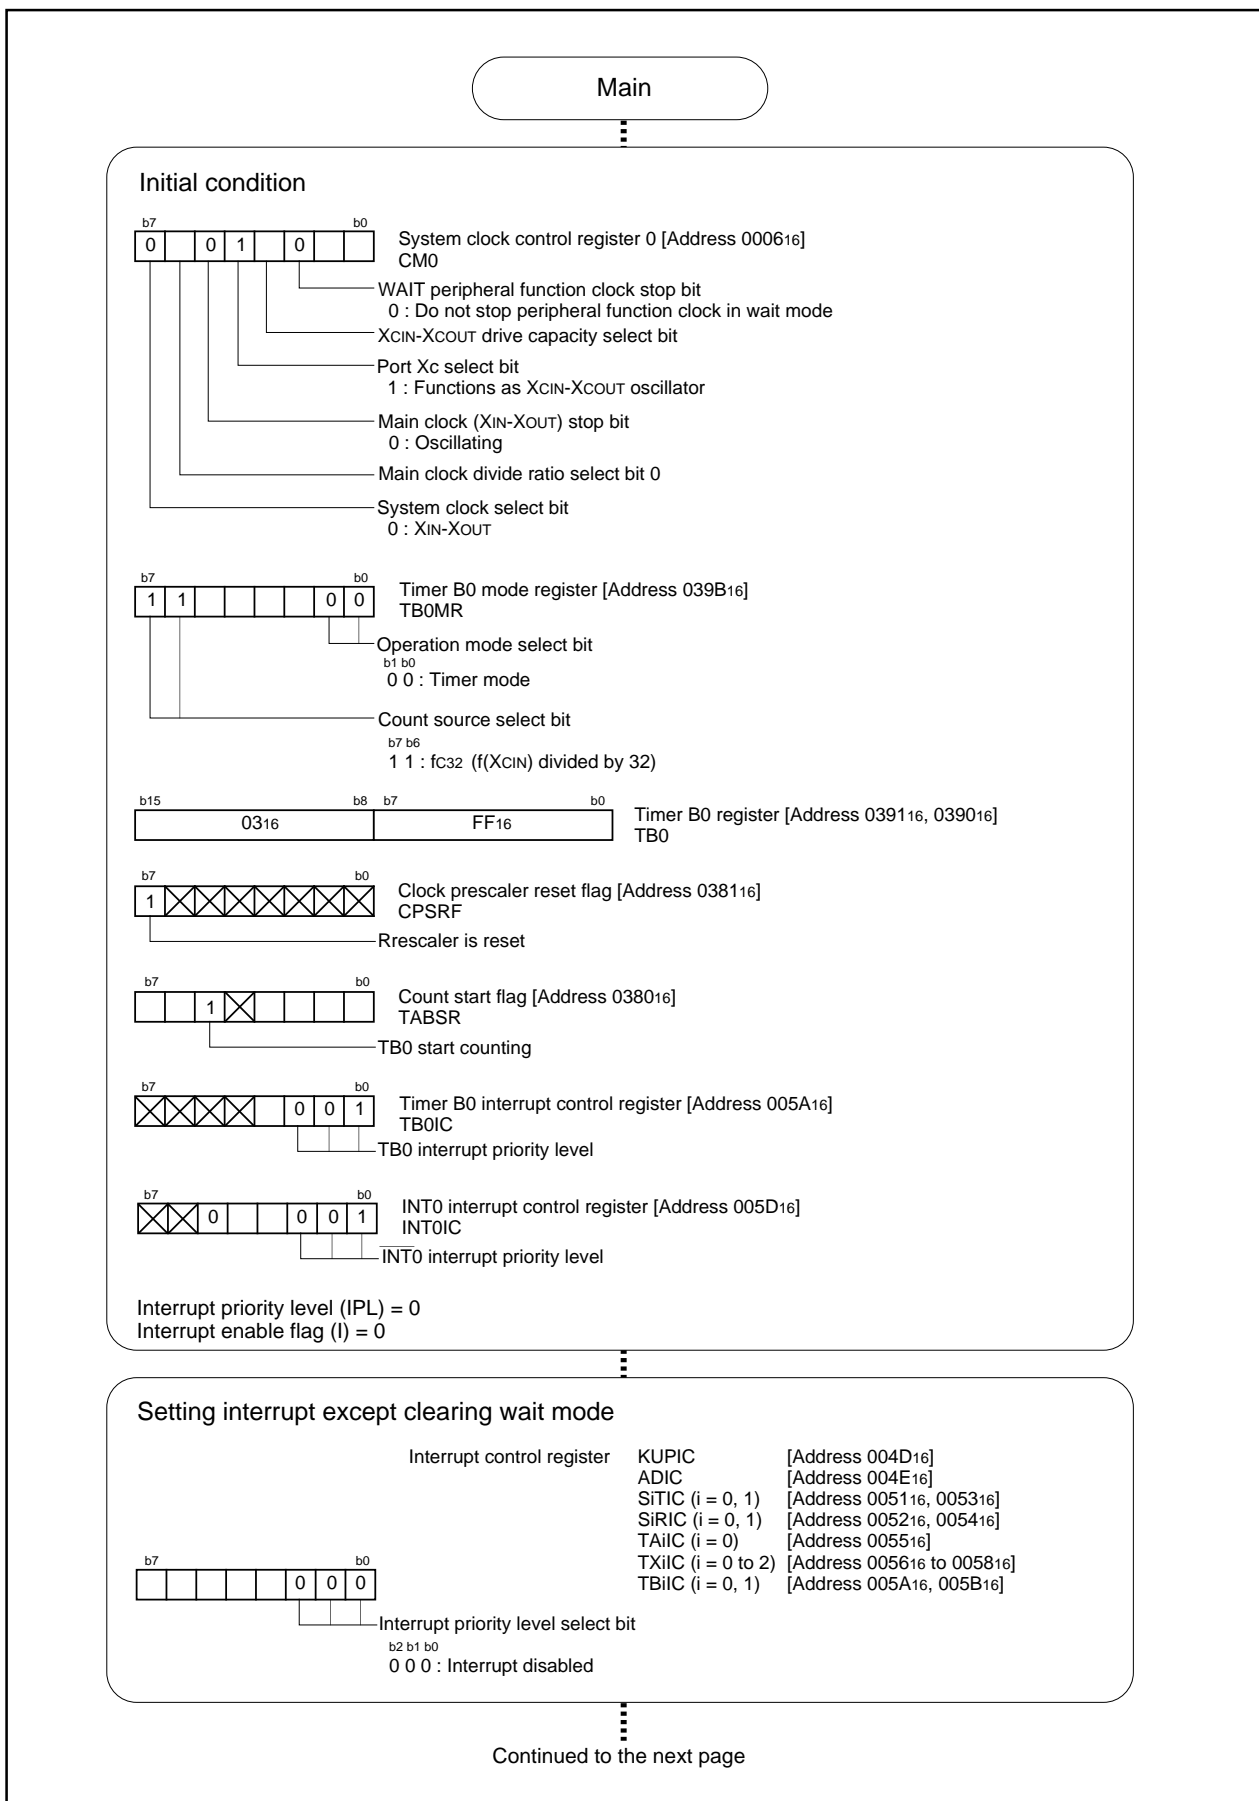 Main
Initial condition
b7 b0
0 0 1 0
System clock control register 0 [Address 000616]
CM0
WAIT peripheral function clock stop bit
0 : Do not stop peripheral function clock in wait mode
XCIN-XCOUT drive capacity select bit
Port Xc select bit
1 : Functions as XCIN-XCOUT oscillator
Main clock (XIN-XOUT) stop bit
0 : Oscillating
Main clock divide ratio select bit 0
System clock select bit
0 : XIN-XOUT
b7 b0
1 1 0 0
Timer B0 mode register [Address 039B16]
TB0MR
Operation mode select bit
b1 b0
0 0 : Timer mode
Count source select bit
b7 b6
1 1 : fC32 (f(XCIN) divided by 32)
b15 b8 b7 b0
0316 FF16
Timer B0 register [Address 039116, 039016]
TB0
b7 b0
1
Clock prescaler reset flag [Address 038116]
CPSRF
Rrescaler is reset
b7 b0
1
Count start flag [Address 038016]
TABSR
TB0 start counting
b7 b0
0 0 1
Timer B0 interrupt control register [Address 005A16]
TB0IC
TB0 interrupt priority level
b7 b0
0 0 0 1
INT0 interrupt control register [Address 005D16]
INT0IC
INT0 interrupt priority level
Interrupt priority level (IPL) = 0
Interrupt enable flag (I) = 0
Setting interrupt except clearing wait mode
Interrupt control register KUPIC [Address 004D16]
ADIC [Address 004E16]
SiTIC (i = 0, 1) [Address 005116, 005316]
SiRIC (i = 0, 1) [Address 005216, 005416]
TAiIC (i = 0) [Address 005516]
TXiIC (i = 0 to 2) [Address 005616 to 005816]
TBiIC (i = 0, 1) [Address 005A16, 005B16]
b7 b0
0 0 0
Interrupt priority level select bit
b2 b1 b0
0 0 0 : Interrupt disabled
Continued to the next page